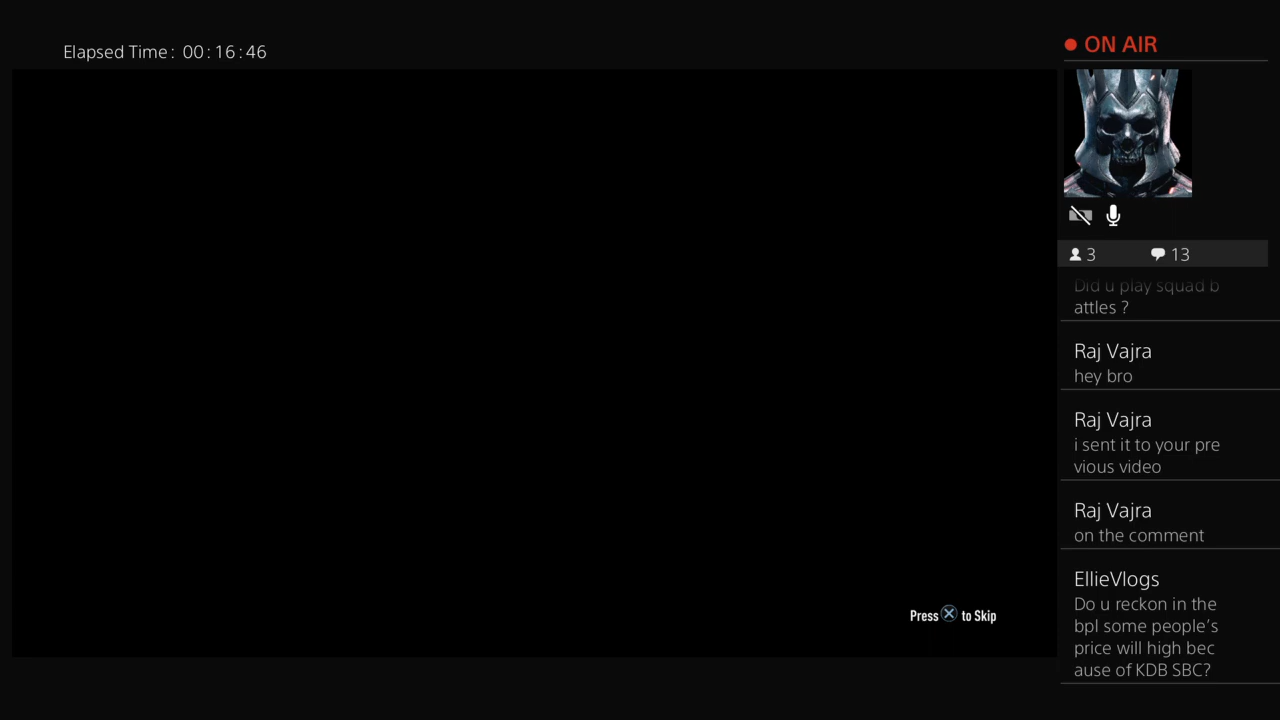 Elapsed Time: 00:16:46
ON AIR
3 13
Did u play squad b
attles ?
Raj Vajra
hey bro
Raj Vajra
i sent it to your pre
vious video
Raj Vajra
on the comment
EllieVlogs
Do u reckon in the
bpl some people's
price will high bec
ause of KDB SBC?
Press to Skip